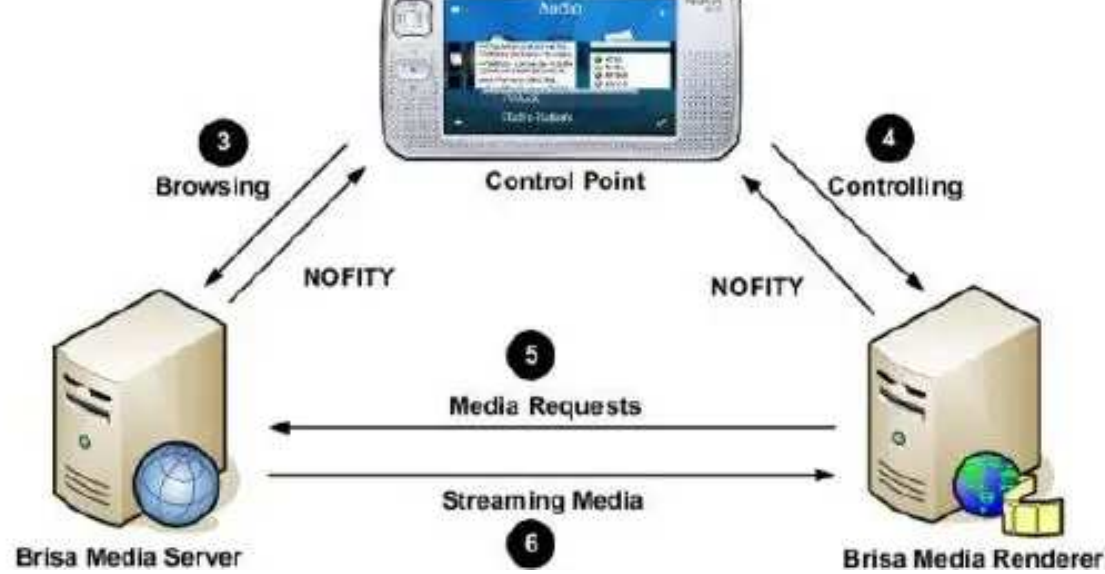 Audio
3
4
Browsing
Control Point
Controlling
NOFITY
NOFITY
5
Media Requests
Streaming Media
6
Brisa Media Server
Brisa Media Renderer